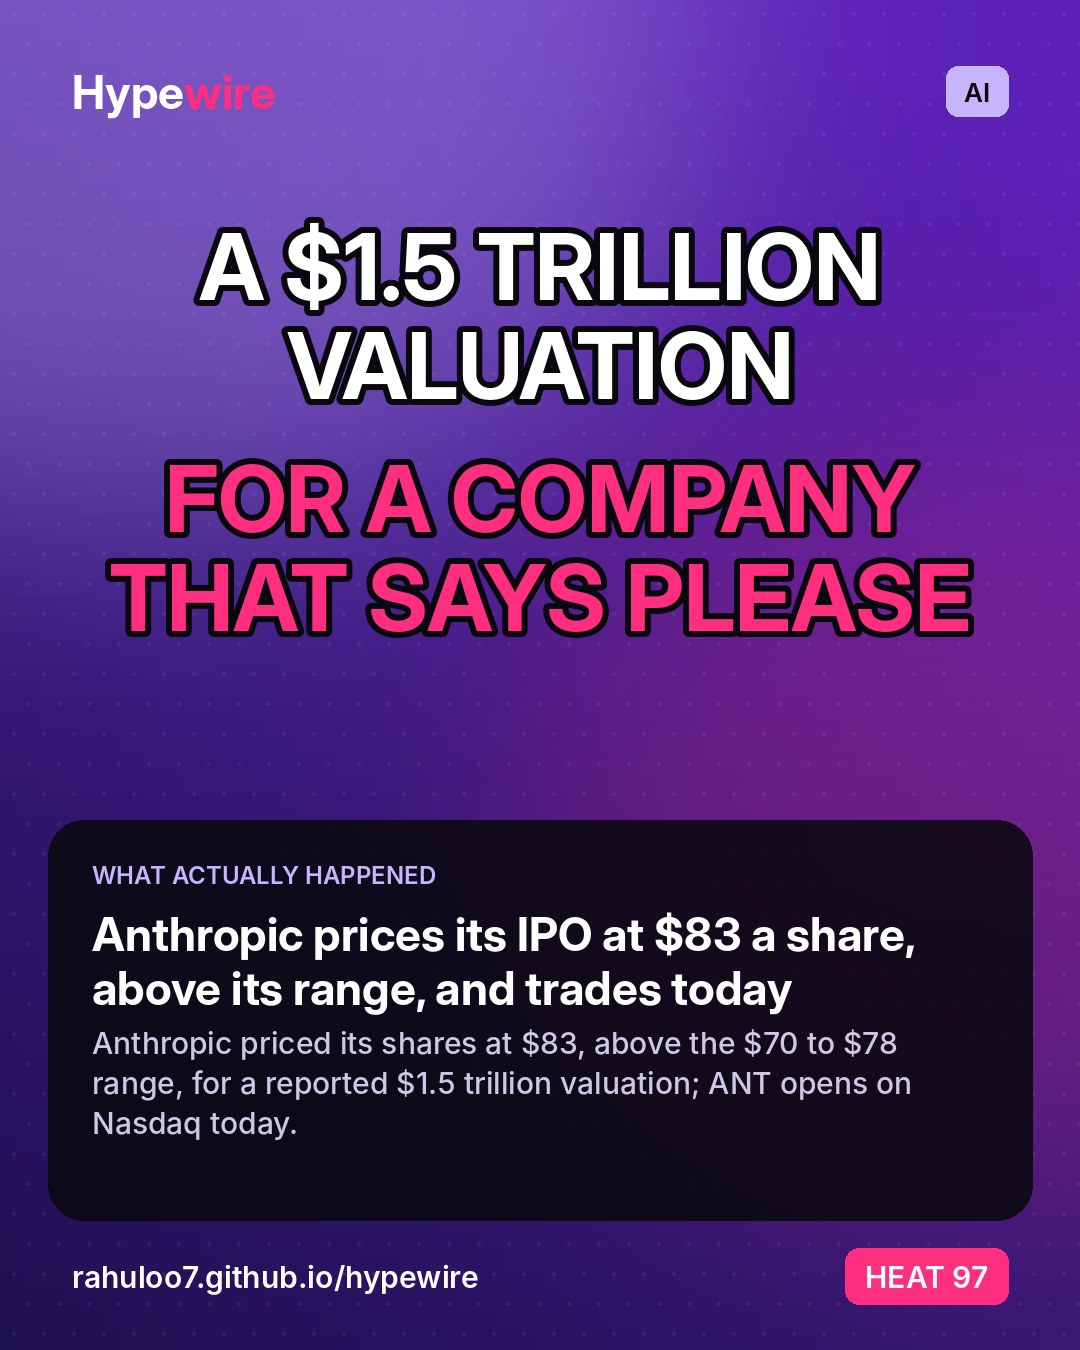 Hypewire
AI
A $1.5 TRILLION
VALUATION
FOR A COMPANY
THAT SAYS PLEASE
WHAT ACTUALLY HAPPENED
Anthropic prices its IPO at $83 a share,
above its range, and trades today
Anthropic priced its shares at $83, above the $70 to $78
range, for a reported $1.5 trillion valuation; ANT opens on
Nasdaq today.
rahuloo7.github.io/hypewire
HEAT 97